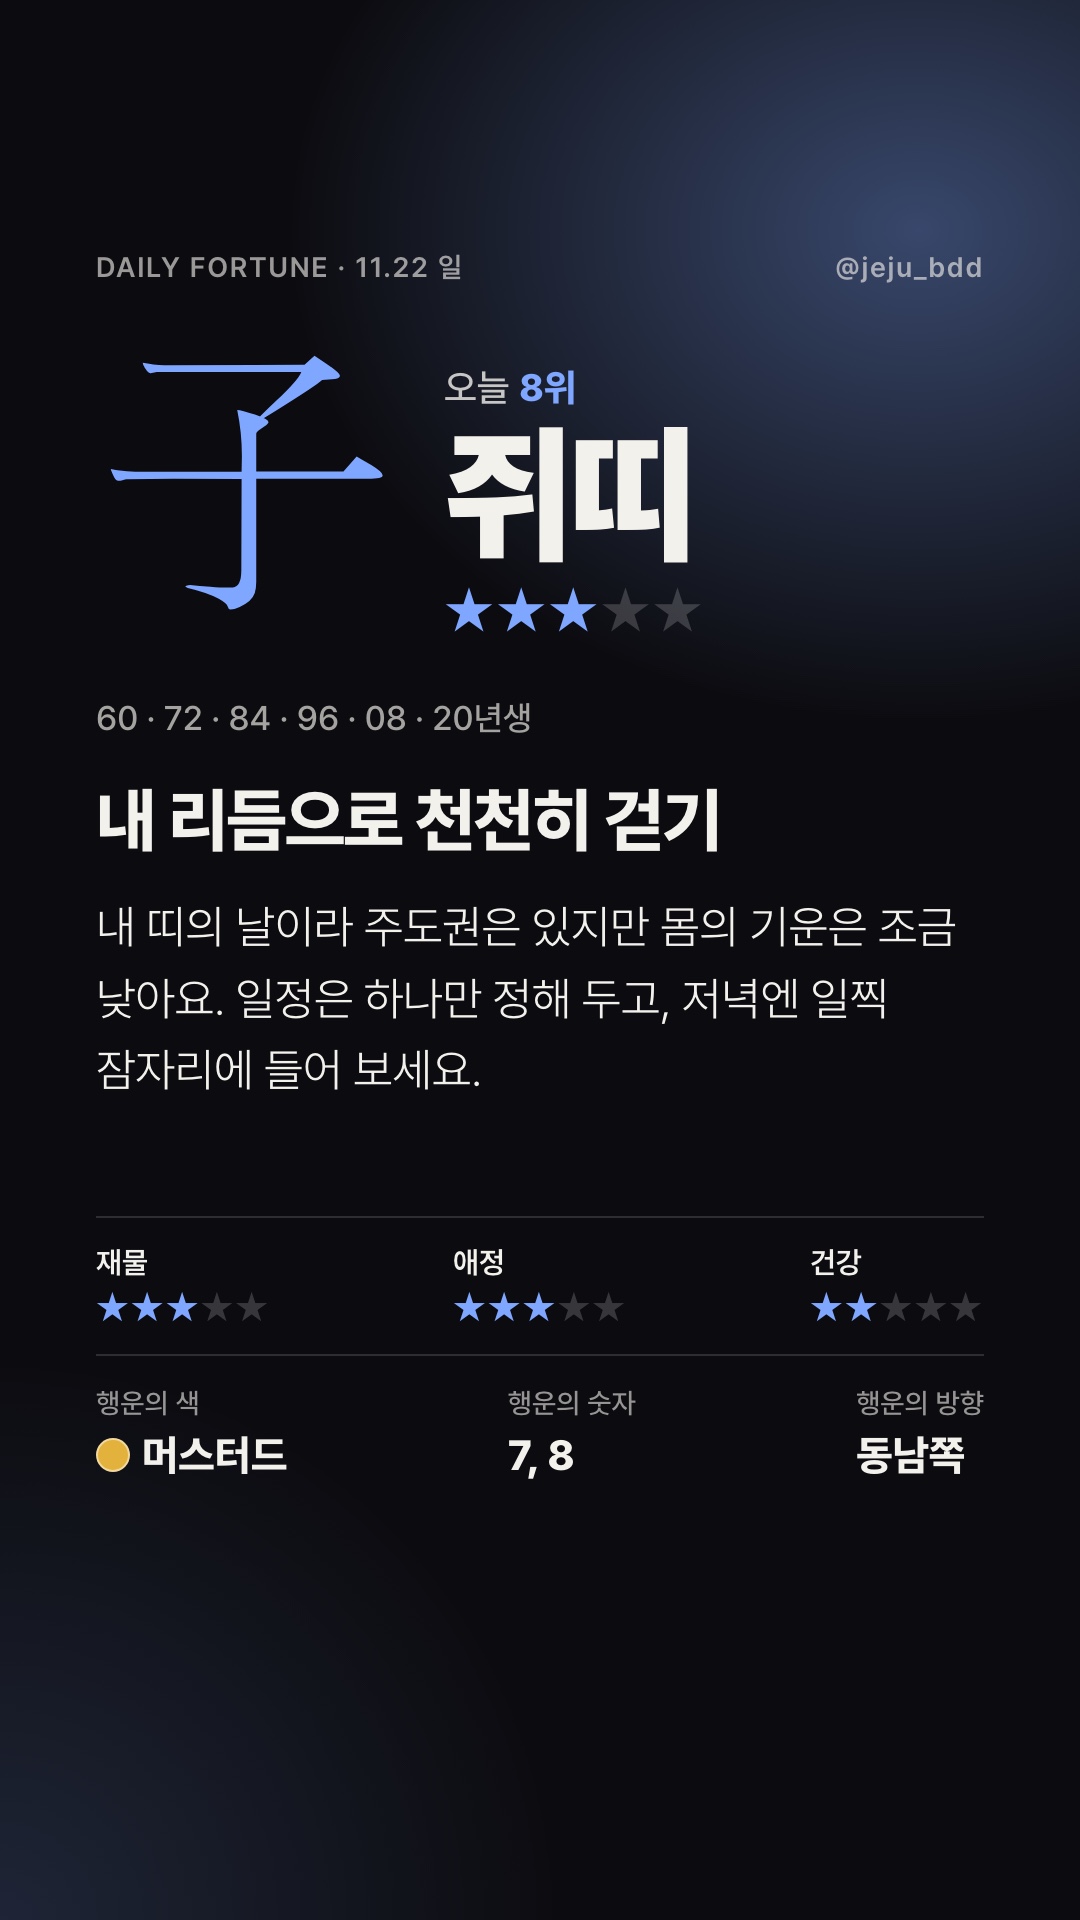 DAILY FORTUNE · 11.22 일
@jeju_bdd
子
오늘 8위
쥐띠
★★★★★
60 · 72 · 84 · 96 · 08 · 20년생
내 리듬으로 천천히 걷기
내 띠의 날이라 주도권은 있지만 몸의 기운은 조금
낮아요. 일정은 하나만 정해 두고, 저녁엔 일찍
잠자리에 들어 보세요.
재물 애정 건강
★★★★★ ★★★★★ ★★★★★
행운의 색 행운의 숫자 행운의 방향
머스터드 7, 8 동남쪽